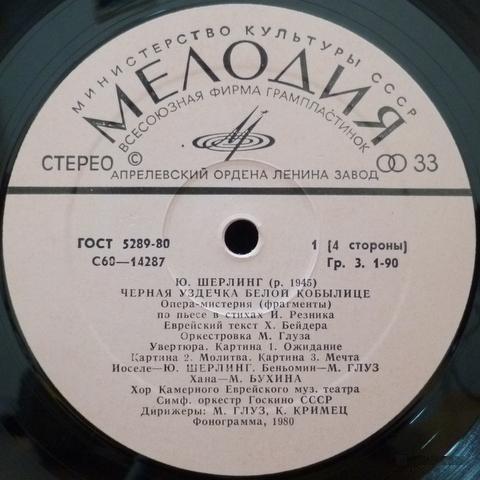 МИНИСТЕРСТВО КУЛЬТУРЫ СССР
МЕЛОДИЯ
ВСЕСОЮЗНАЯ ФИРМА ГРАМПЛАСТИНОК
СТЕРЕО © 33
АПРЕЛЕВСКИЙ ОРДЕНА ЛЕНИНА ЗАВОД
ГОСТ 5289-80 1 [4 стороны)
С60—14287 Гр. 3. 1-90
Ю. ШЕРЛИНГ (р. 1945)
ЧЕРНАЯ УЗДЕЧКА БЕЛОЙ КОБЫЛИЦЕ
Опера-мистерия (фрагменты)
по пьесе в стихах И. Резника
Еврейский текст Х. Бейдера
Оркестровка М. Глуза
Увертюра. Картина 1. Ожидание
Картина 2. Молитва. Картина 3. Мечта
Иоселе—Ю. ШЕРЛИНГ, Беньомин—М. ГЛУЗ
Хана—М. БУХИНА
Хор Камерного Еврейского муз. театра
Симф. оркестр Госкино СССР
Дирижеры: М. ГЛУЗ, К. КРИМЕЦ
Фонограмма, 1980